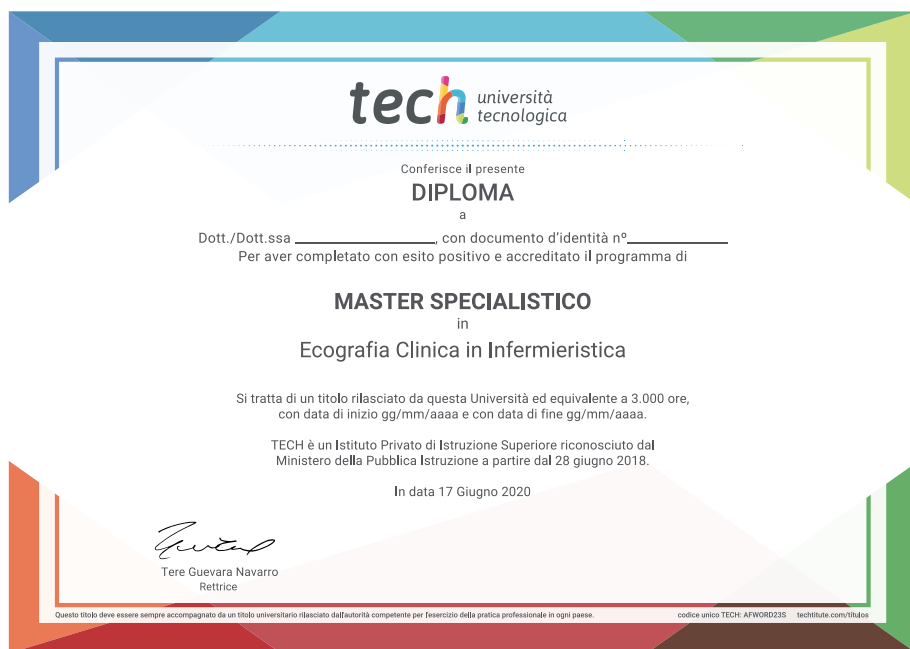 tech università
tecnologica
Conferisce il presente
DIPLOMA
a
Dott./Dott.ssa ____________________, con documento d'identità nº______________
Per aver completato con esito positivo e accreditato il programma di
MASTER SPECIALISTICO
in
Ecografia Clinica in Infermieristica
Si tratta di un titolo rilasciato da questa Università ed equivalente a 3.000 ore,
con data di inizio gg/mm/aaaa e con data di fine gg/mm/aaaa.
TECH è un Istituto Privato di Istruzione Superiore riconosciuto dal
Ministero della Pubblica Istruzione a partire dal 28 giugno 2018.
In data 17 Giugno 2020
Tere Guevara Navarro
Rettrice
Questo titolo deve essere sempre accompagnato da un titolo universitario rilasciato dall'autorità competente per l'esercizio della pratica professionale in ogni paese. codice unico TECH: AFWORD23S techtitute.com/titulos